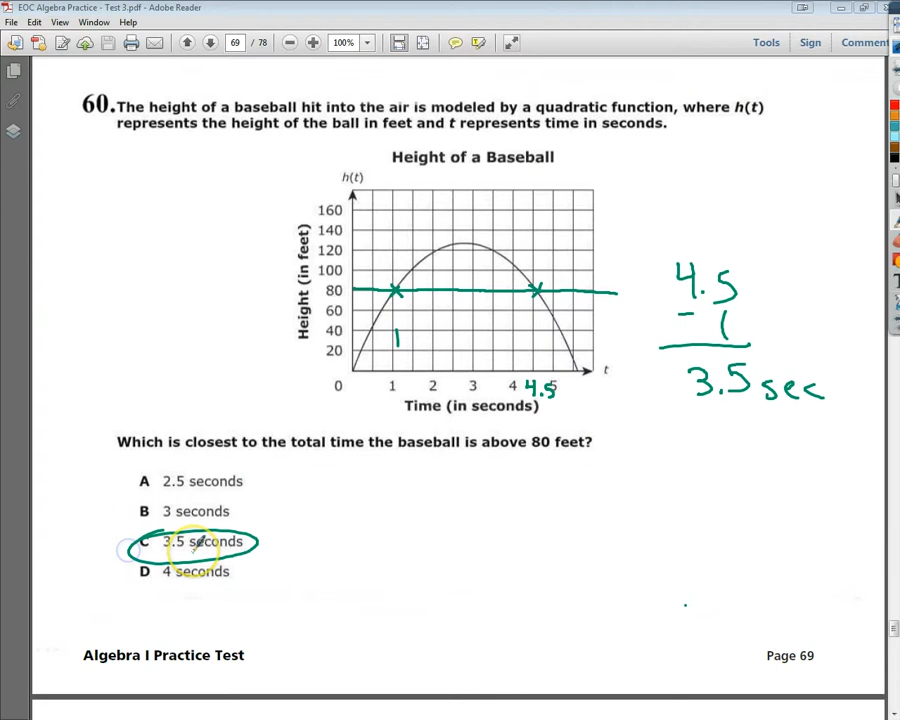 EOC Algebra Practice - Test 3.pdf - Adobe Reader
File Edit View Window Help
69 / 78 100% Tools Sign Comment
60. The height of a baseball hit into the air is modeled by a quadratic function, where h(t)
represents the height of the ball in feet and t represents time in seconds.
Height of a Baseball
h(t)
160
140
120
100
80
60
40
20
Height (in feet)
1
0 1 2 3 4 5 t
4.5
Time (in seconds)
4.5
- 1
3.5 sec
Which is closest to the total time the baseball is above 80 feet?
A 2.5 seconds
B 3 seconds
C 3.5 seconds
D 4 seconds
Algebra I Practice Test Page 69